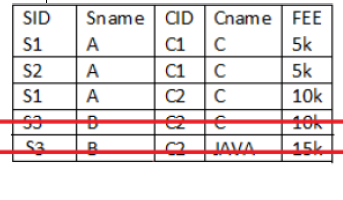 SID Sname CID Cname FEE
S1 A C1 C 5k
S2 A C1 C 5k
S1 A C2 C 10k
S3 B C2 C 10k
S3 B C2 JAVA 15k